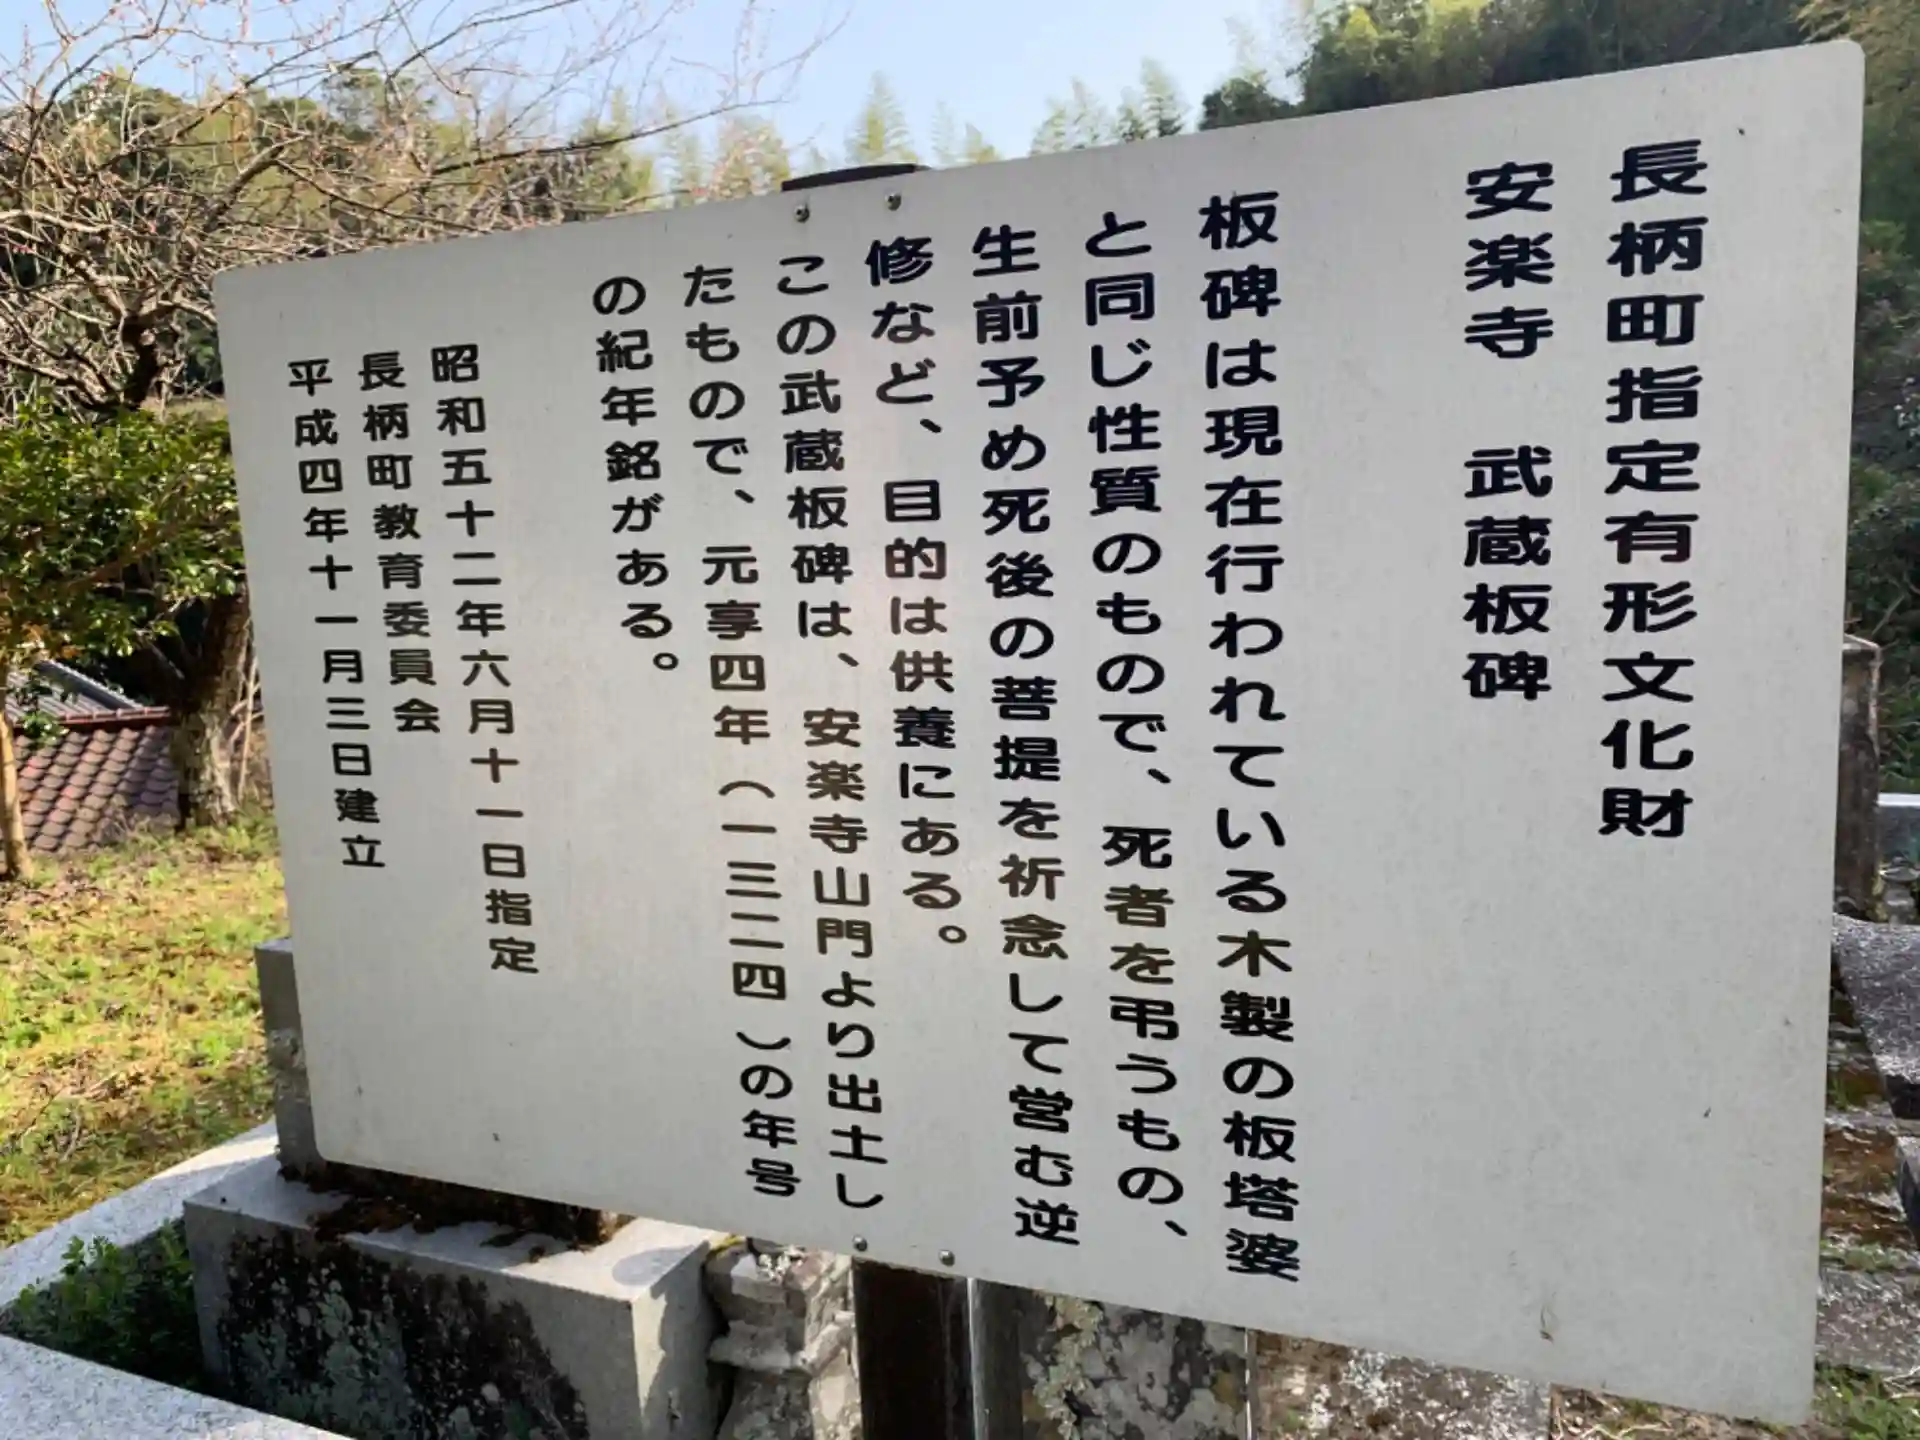 長柄町指定有形文化財
安楽寺　武蔵板碑
板碑は現在行われている木製の板塔婆
と同じ性質のもので、死者を弔うもの、
生前予め死後の菩提を祈念して営む逆
修など、目的は供養にある。
この武蔵板碑は、安楽寺山門より出土し
たもので、元享四年（一三二四）の年号
の紀年銘がある。
昭和五十二年六月十一日指定
長柄町教育委員会
平成四年十一月三日建立